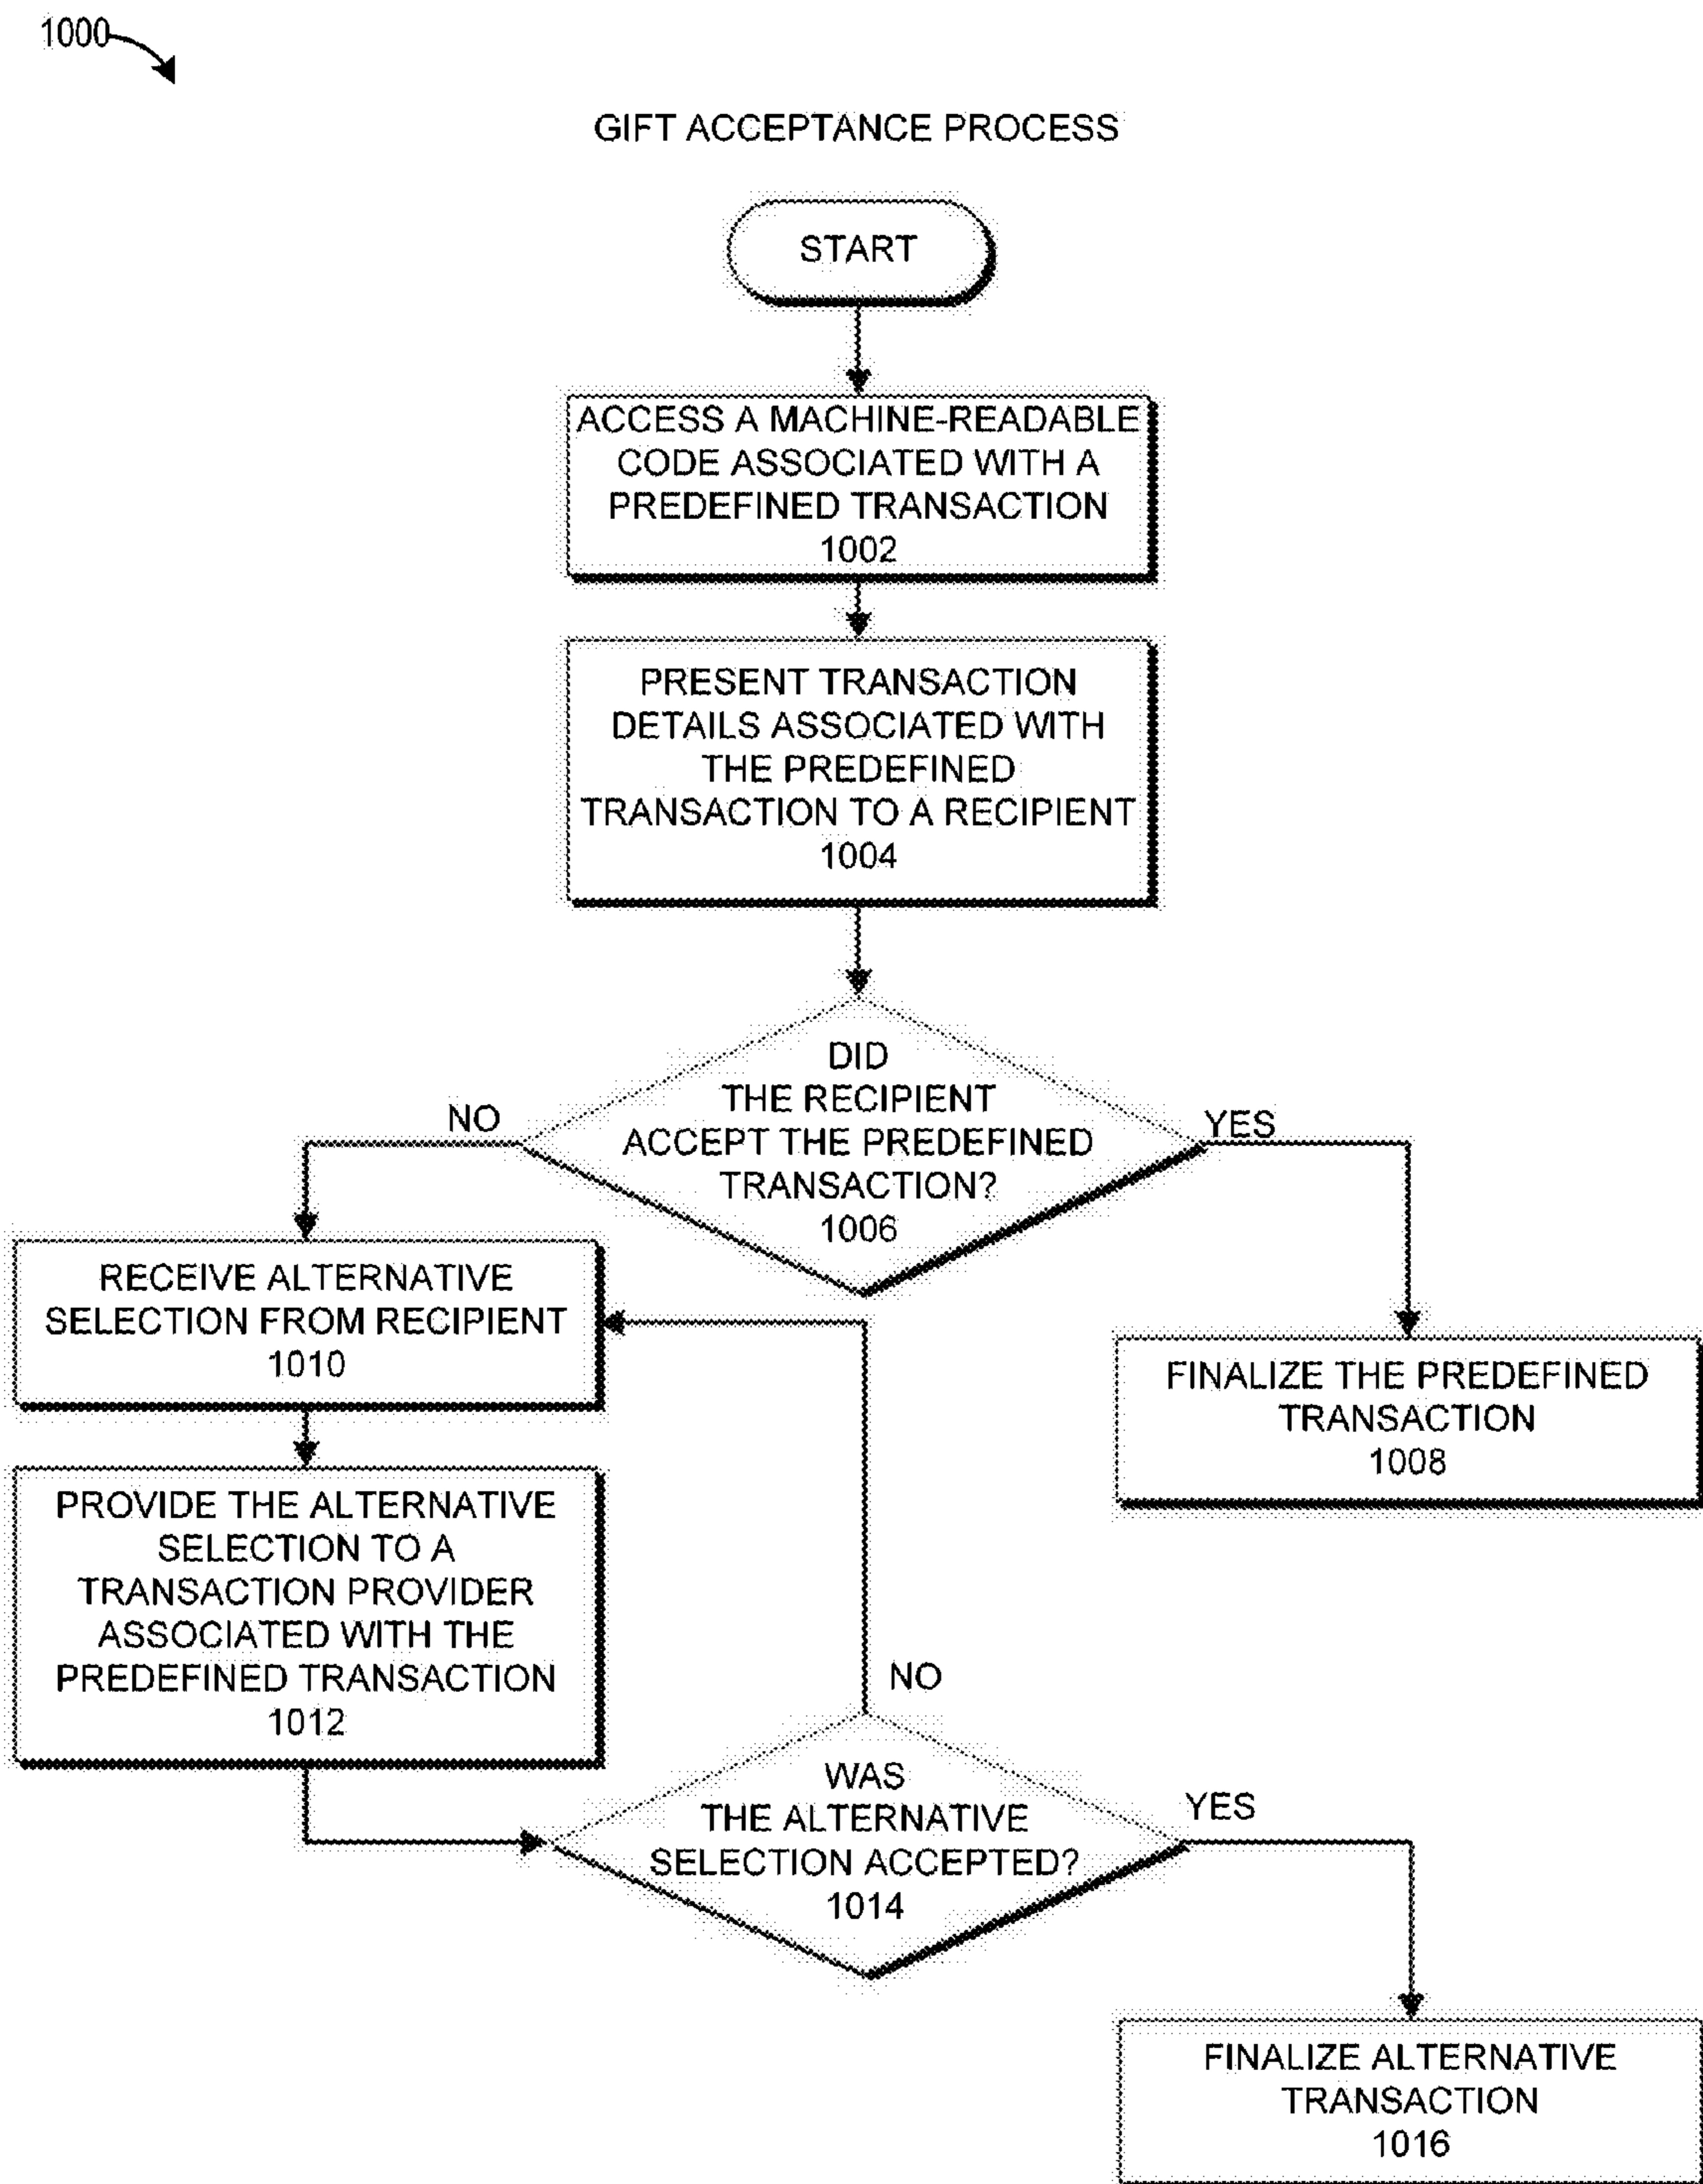 1000
GIFT ACCEPTANCE PROCESS
START
ACCESS A MACHINE-READABLE
CODE ASSOCIATED WITH A
PREDEFINED TRANSACTION
1002
PRESENT TRANSACTION
DETAILS ASSOCIATED WITH
THE PREDEFINED
TRANSACTION TO A RECIPIENT
1004
DID
THE RECIPIENT
ACCEPT THE PREDEFINED
TRANSACTION?
1006
NO
YES
RECEIVE ALTERNATIVE
SELECTION FROM RECIPIENT
1010
FINALIZE THE PREDEFINED
TRANSACTION
1008
PROVIDE THE ALTERNATIVE
SELECTION TO A
TRANSACTION PROVIDER
ASSOCIATED WITH THE
PREDEFINED TRANSACTION
1012
NO
WAS
THE ALTERNATIVE
SELECTION ACCEPTED?
1014
YES
FINALIZE ALTERNATIVE
TRANSACTION
1016